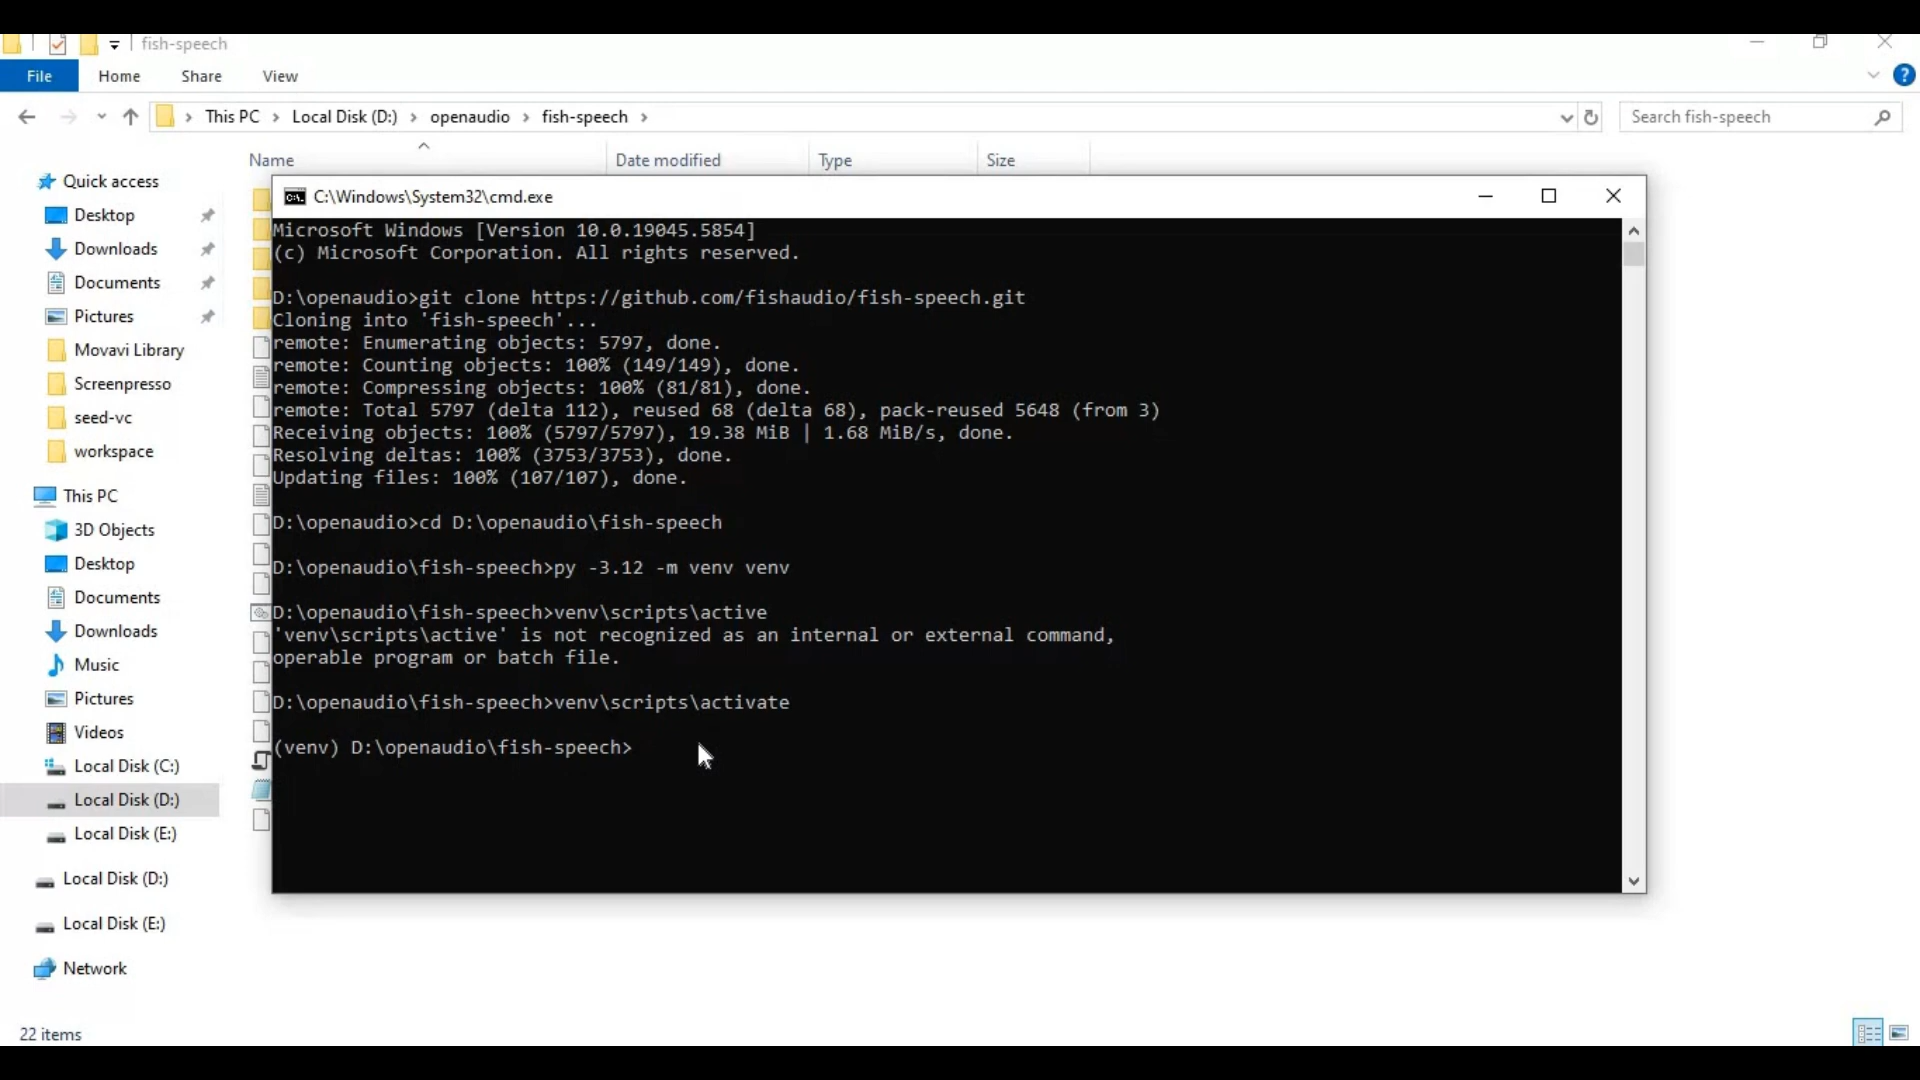 fish-speech
File
Home
Share
View
This PC
Local Disk (D:)
openaudio
fish-speech
Search fish-speech
Name
Date modified
Type
Size
Quick access
Desktop
Downloads
Documents
Pictures
Movavi Library
Screenpresso
seed-vc
workspace
This PC
3D Objects
Desktop
Documents
Downloads
Music
Pictures
Videos
Local Disk (C:)
Local Disk (D:)
Local Disk (E:)
Local Disk (D:)
Local Disk (E:)
Network
22 items
C:\Windows\System32\cmd.exe
Microsoft Windows [Version 10.0.19045.5854]
(c) Microsoft Corporation. All rights reserved.
D:\openaudio>git clone https://github.com/fishaudio/fish-speech.git
Cloning into 'fish-speech'...
remote: Enumerating objects: 5797, done.
remote: Counting objects: 100% (149/149), done.
remote: Compressing objects: 100% (81/81), done.
remote: Total 5797 (delta 112), reused 68 (delta 68), pack-reused 5648 (from 3)
Receiving objects: 100% (5797/5797), 19.38 MiB | 1.68 MiB/s, done.
Resolving deltas: 100% (3753/3753), done.
Updating files: 100% (107/107), done.
D:\openaudio>cd D:\openaudio\fish-speech
D:\openaudio\fish-speech>py -3.12 -m venv venv
D:\openaudio\fish-speech>venv\scripts\active
'venv\scripts\active' is not recognized as an internal or external command,
operable program or batch file.
D:\openaudio\fish-speech>venv\scripts\activate
(venv) D:\openaudio\fish-speech>